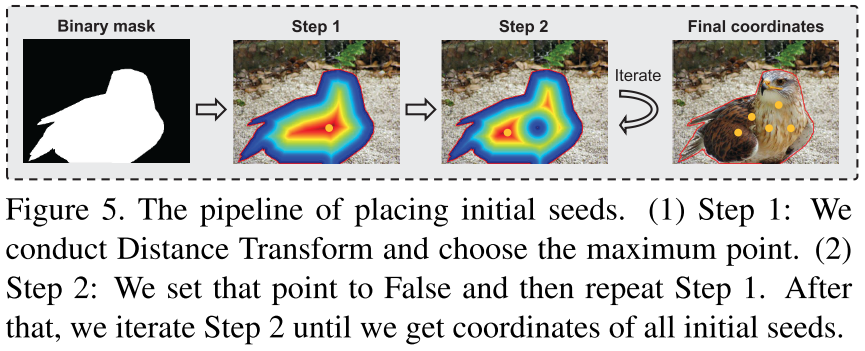 Binary mask
Step 1
Step 2
Final coordinates
Iterate
Figure 5. The pipeline of placing initial seeds. (1) Step 1: We
conduct Distance Transform and choose the maximum point. (2)
Step 2: We set that point to False and then repeat Step 1. After
that, we iterate Step 2 until we get coordinates of all initial seeds.